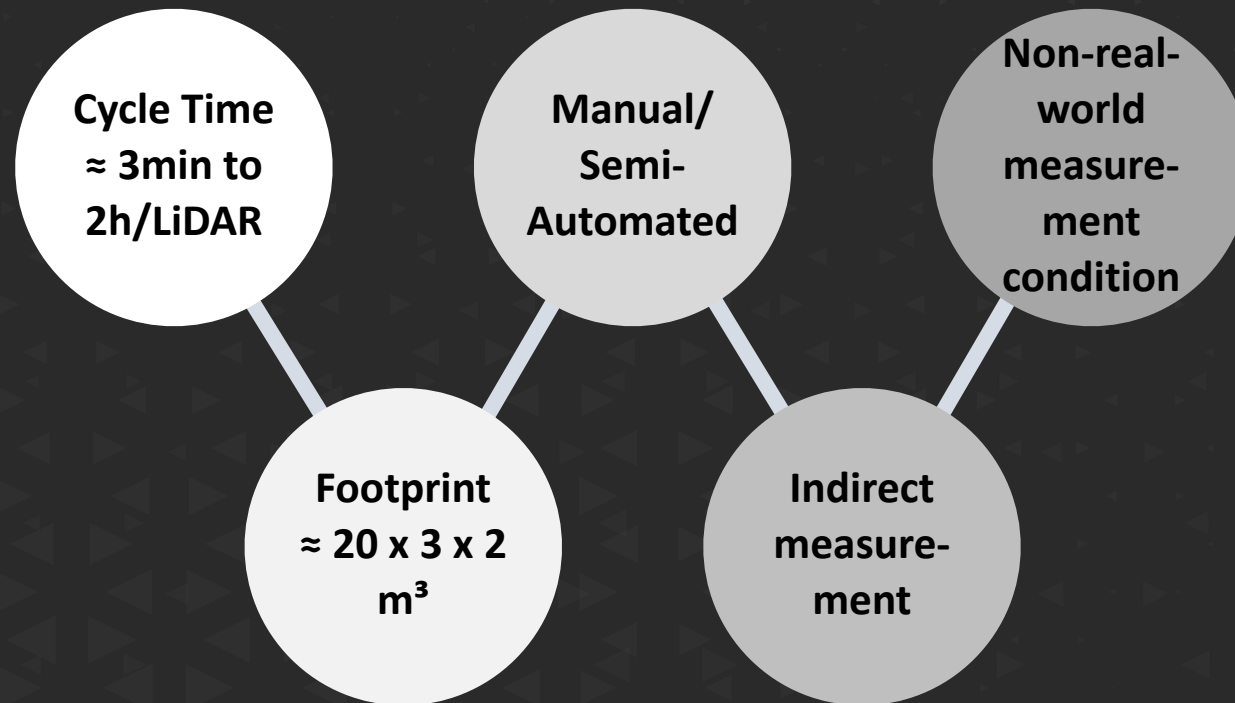 Cycle Time
≈ 3min to
2h/LiDAR
Footprint
≈ 20 x 3 x 2
m³
Manual/
Semi-
Automated
Indirect
measure-
ment
Non-real-
world
measure-
ment
condition